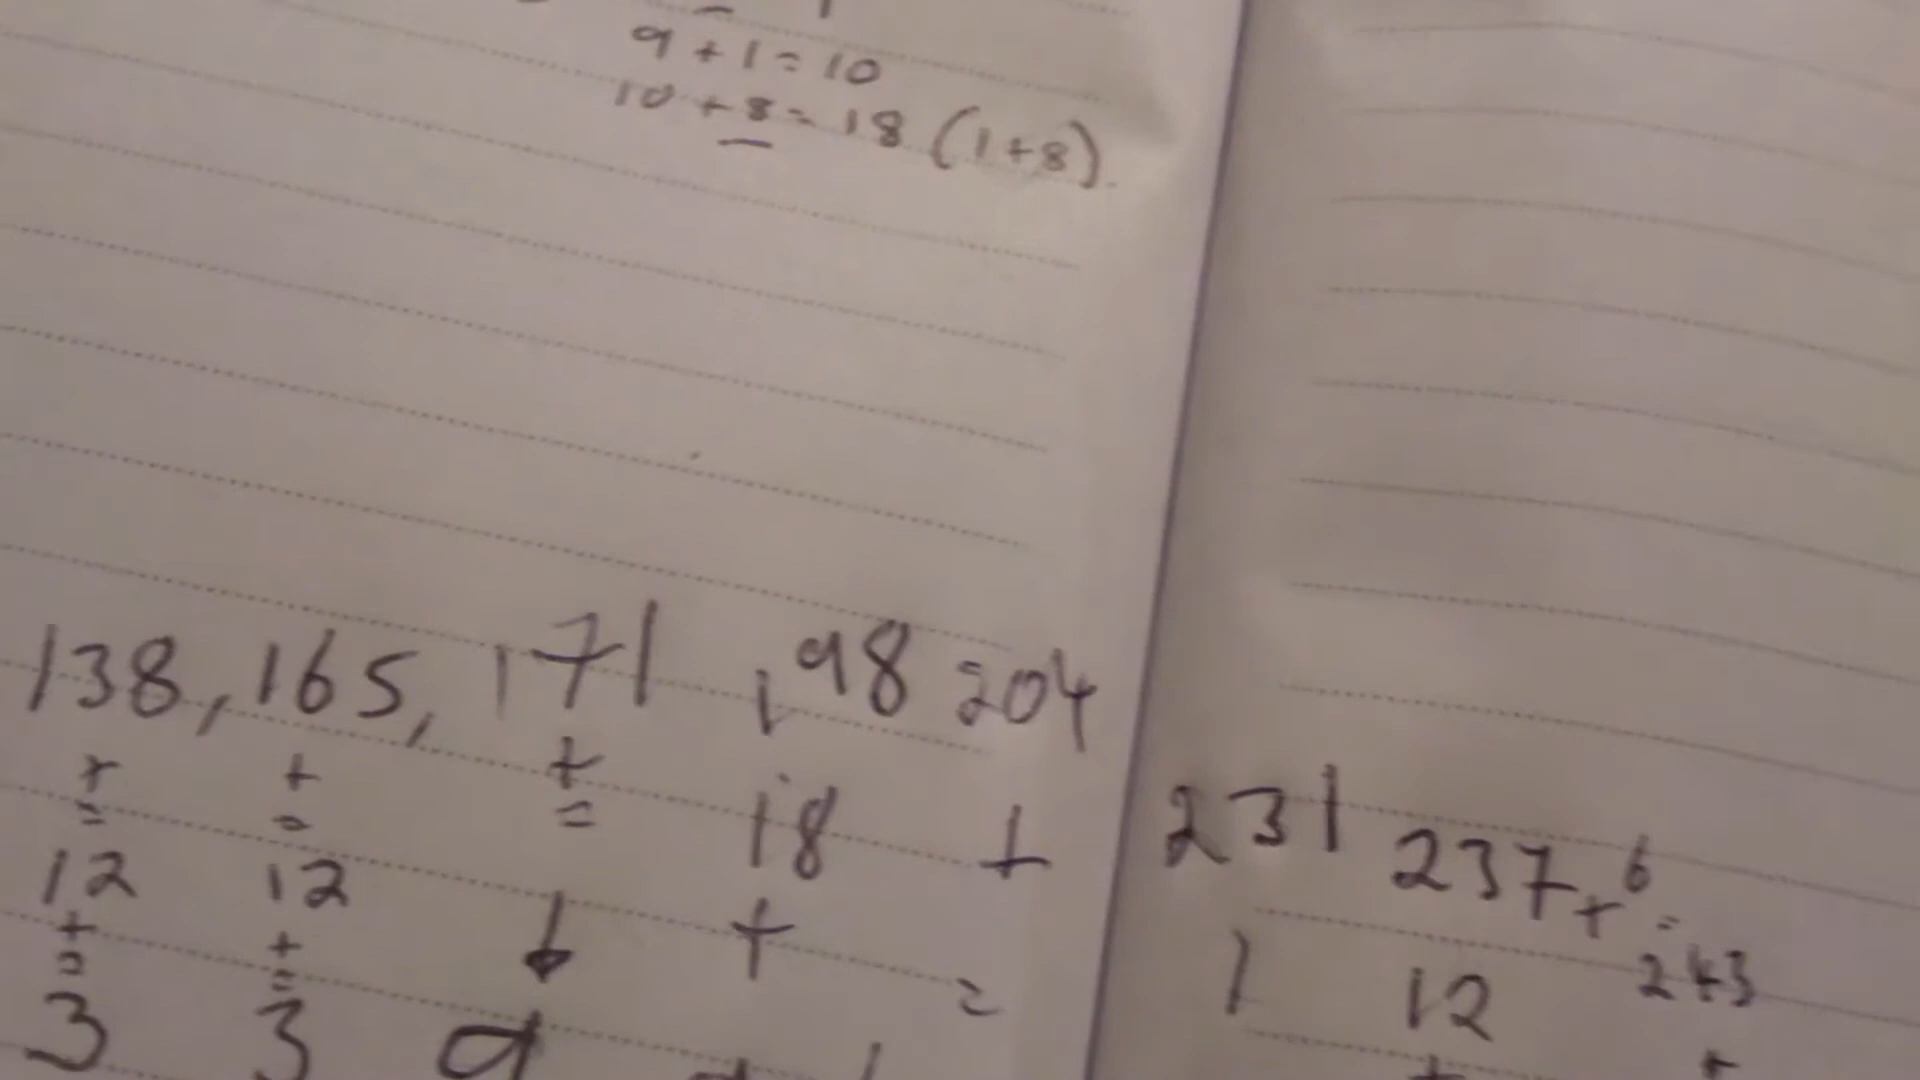 9 + 1 = 10
10 + 8 = 18 (1+8).
138, 165, 171 , 198 204
+ + +
= = = 18 +
12 12
+ + +
= = =
3 3 9
231 237 + 6 =
243
1 12
+ +